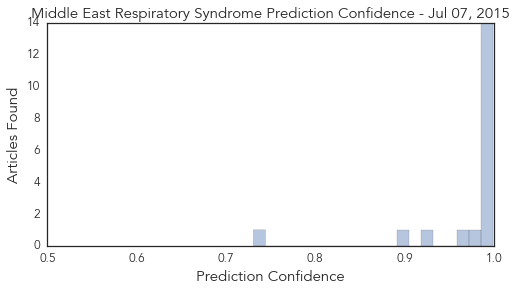 Middle East Respiratory Syndrome Prediction Confidence - Jul 07, 2015
14
12
10
8
6
4
2
0
Articles Found
0.5 0.6 0.7 0.8 0.9 1.0
Prediction Confidence